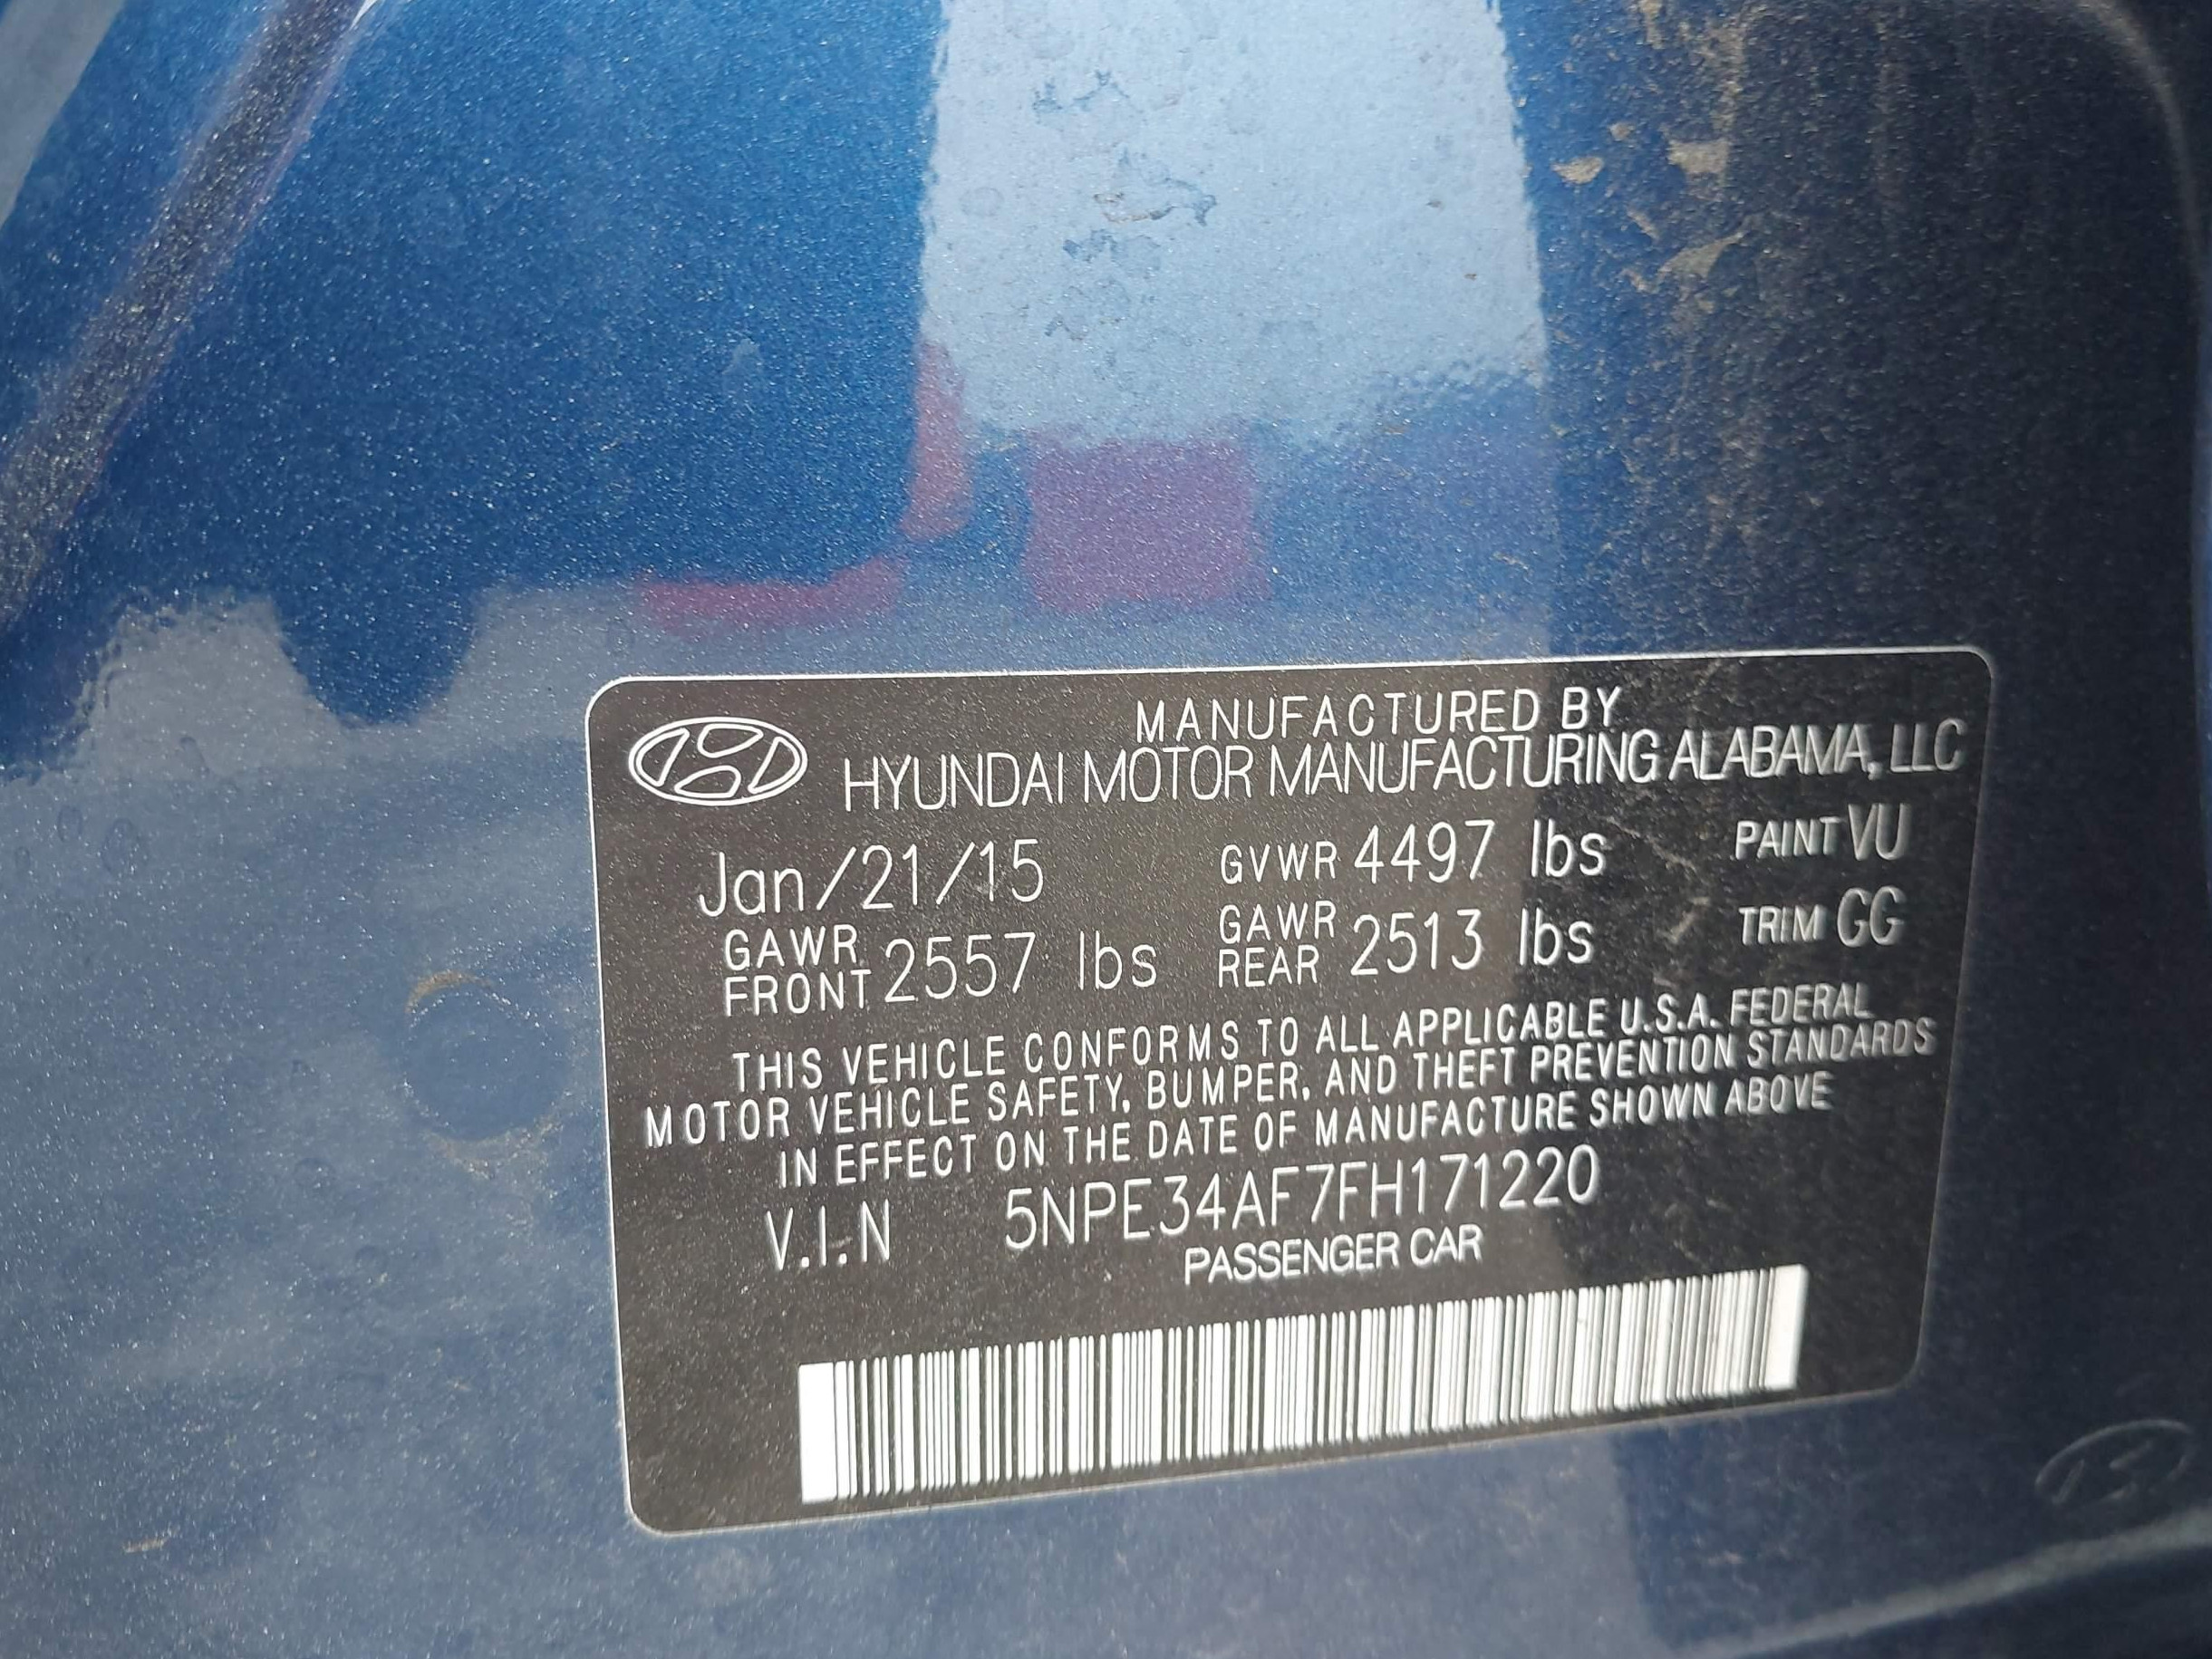 MANUFACTURED BY
HYUNDAI MOTOR MANUFACTURING ALABAMA, LLC
Jan/21/15 GVWR 4497 lbs PAINT VU
GAWR FRONT 2557 lbs GAWR REAR 2513 lbs TRIM GG
THIS VEHICLE CONFORMS TO ALL APPLICABLE U.S.A. FEDERAL
MOTOR VEHICLE SAFETY, BUMPER, AND THEFT PREVENTION STANDARDS
IN EFFECT ON THE DATE OF MANUFACTURE SHOWN ABOVE
V.I.N 5NPE34AF7FH171220
PASSENGER CAR